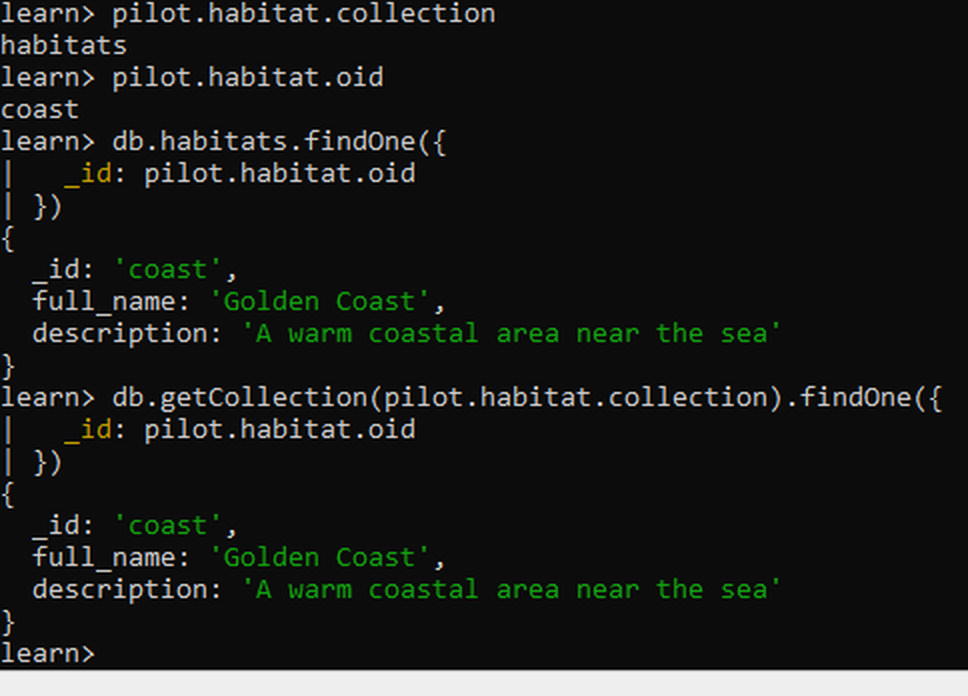 learn> pilot.habitat.collection
habitats
learn> pilot.habitat.oid
coast
learn> db.habitats.findOne({
|   _id: pilot.habitat.oid
| })
{
  _id: 'coast',
  full_name: 'Golden Coast',
  description: 'A warm coastal area near the sea'
}
learn> db.getCollection(pilot.habitat.collection).findOne({
|   _id: pilot.habitat.oid
| })
{
  _id: 'coast',
  full_name: 'Golden Coast',
  description: 'A warm coastal area near the sea'
}
learn>